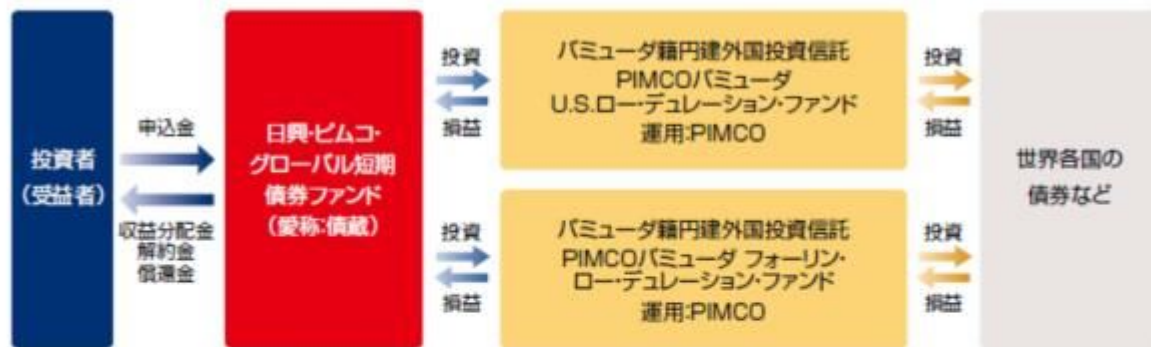 投資者
(受益者)
申込金
収益分配金
解約金
償還金
日興・ピムコ・
グローバル短期
債券ファンド
(愛称:債蔵)
投資
損益
バミューダ籍円建外国投資信託
PIMCOバミューダ
U.S.ロー・デュレーション・ファンド
運用:PIMCO
投資
損益
投資
損益
バミューダ籍円建外国投資信託
PIMCOバミューダ フォーリン・
ロー・デュレーション・ファンド
運用:PIMCO
投資
損益
世界各国の
債券など